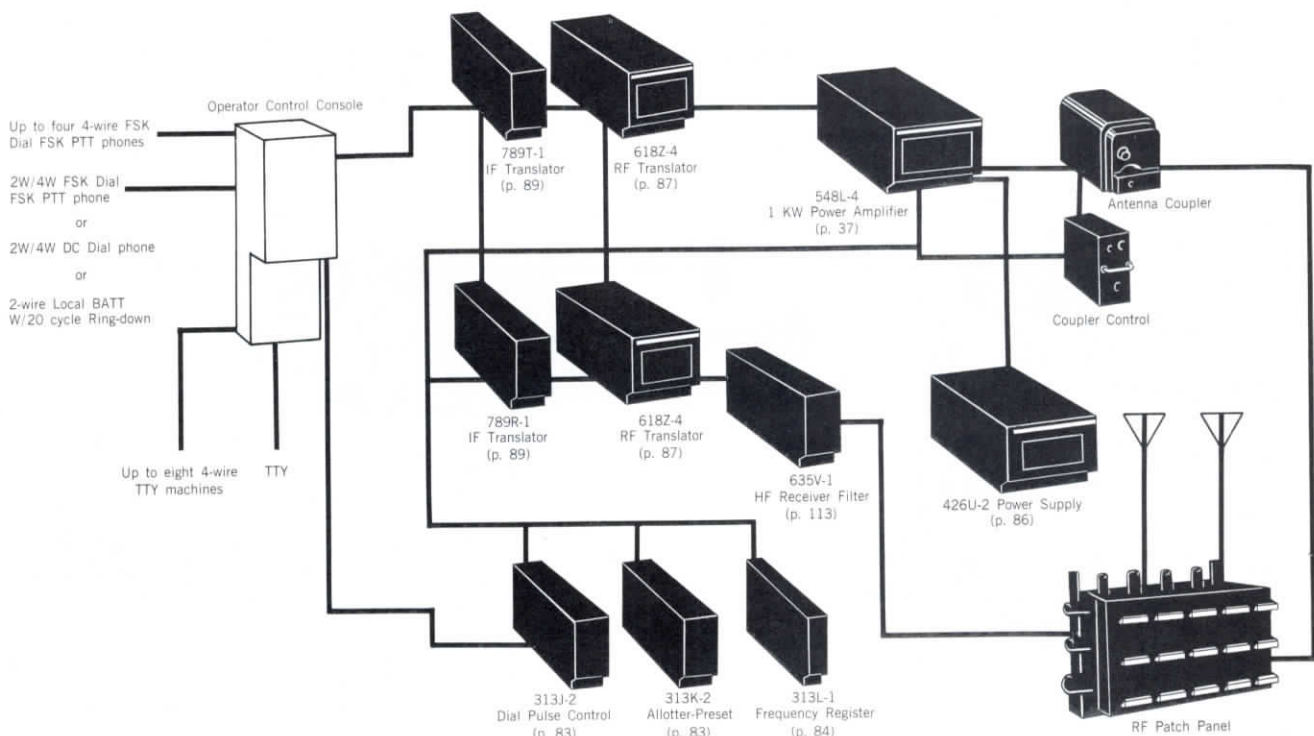 Operator Control Console
Up to four 4-wire FSK
Dial FSK PTT phones
2W/4W FSK Dial
FSK PTT phone
or
2W/4W DC Dial phone
or
2-wire Local BATT
W/20 cycle Ring-down
Up to eight 4-wire
TTY machines
TTY
789T-1
IF Translator
(p. 89)
618Z-4
RF Translator
(p. 87)
548L-4
1 KW Power Amplifier
(p. 37)
Antenna Coupler
Coupler Control
789R-1
IF Translator
(p. 89)
618Z-4
RF Translator
(p. 87)
635V-1
HF Receiver Filter
(p. 113)
426U-2 Power Supply
(p. 86)
313J-2
Dial Pulse Control
(p. 83)
313K-2
Allotter-Preset
(p. 83)
313L-1
Frequency Register
(p. 84)
RF Patch Panel